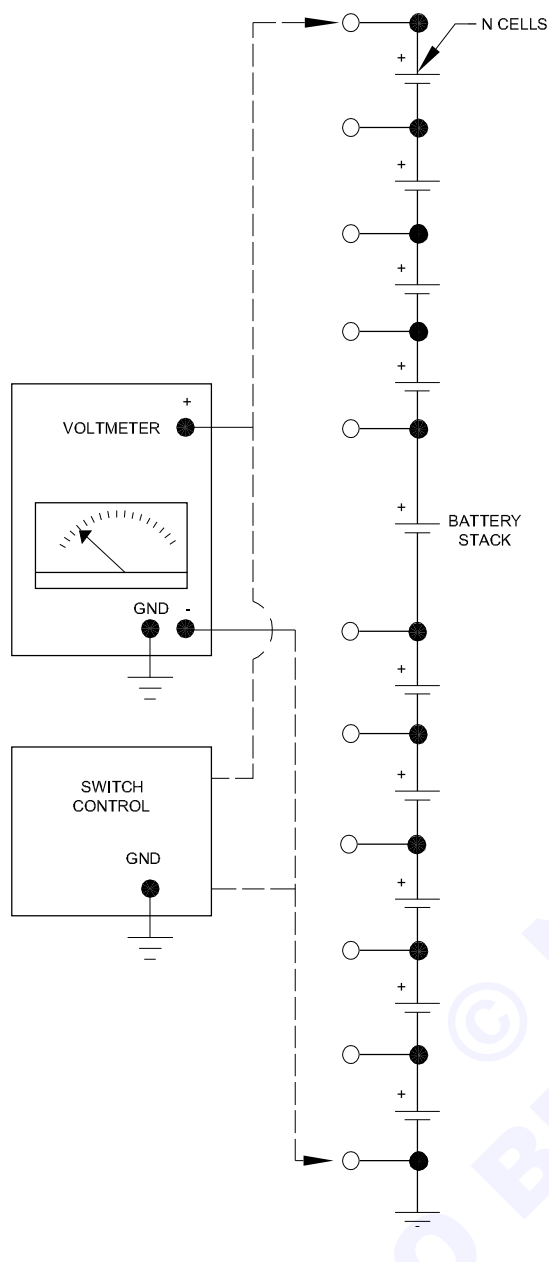 N CELLS
+
+
+
+
+
VOLTMETER
+
BATTERY
STACK
GND -
+
SWITCH
CONTROL
+
GND
+
+
©
+